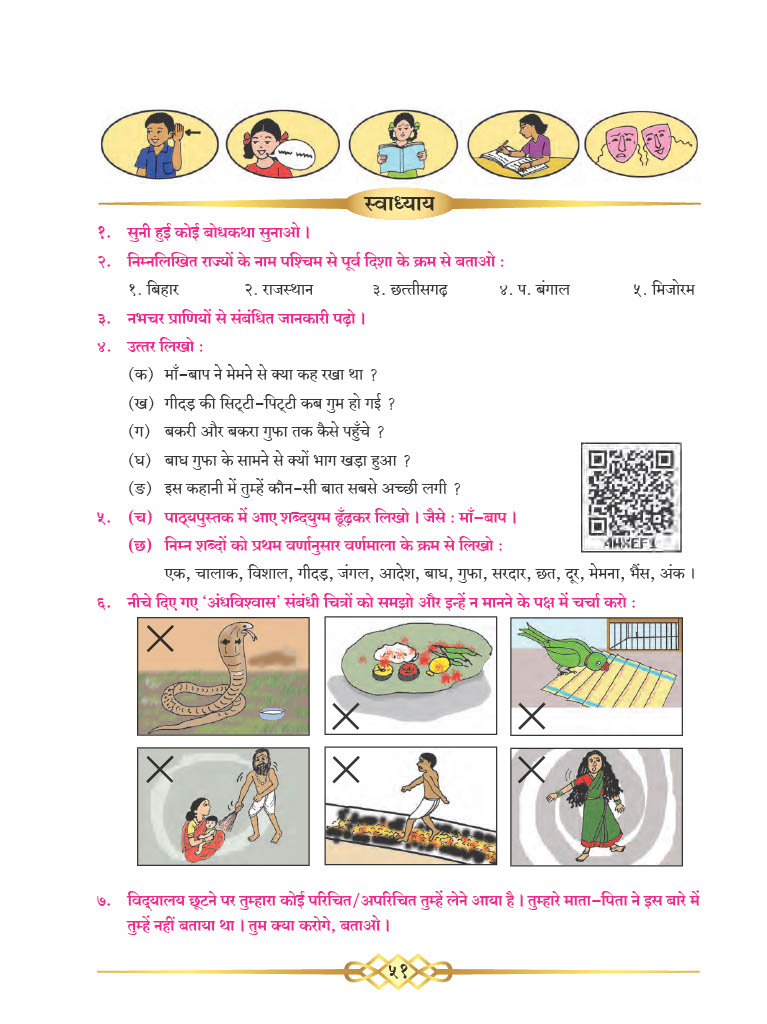 स्वाध्याय
१. सुनी हुई कोई बोधकथा सुनाओ ।
२. निम्नलिखित राज्यों के नाम पश्चिम से पूर्व दिशा के क्रम से बताओ :
१. बिहार २. राजस्थान ३. छत्तीसगढ़ ४. प. बंगाल ५. मिजोरम
३. नभचर प्राणियों से संबंधित जानकारी पढ़ो ।
४. उत्तर लिखो :
(क) माँ-बाप ने मेमने से क्या कह रखा था ?
(ख) गीदड़ की सिट्टी-पिट्टी कब गुम हो गई ?
(ग) बकरी और बकरा गुफा तक कैसे पहुँचे ?
(घ) बाघ गुफा के सामने से क्यों भाग खड़ा हुआ ?
(ङ) इस कहानी में तुम्हें कौन-सी बात सबसे अच्छी लगी ?
५. (च) पाठ्यपुस्तक में आए शब्दयुग्म ढूँढ़कर लिखो । जैसे : माँ-बाप ।
(छ) निम्न शब्दों को प्रथम वर्णानुसार वर्णमाला के क्रम से लिखो :
4HXEF1
एक, चालाक, विशाल, गीदड़, जंगल, आदेश, बाघ, गुफा, सरदार, छत, दूर, मेमना, भैंस, अंक ।
६. नीचे दिए गए ‘अंधविश्वास’ संबंधी चित्रों को समझो और इन्हें न मानने के पक्ष में चर्चा करो :
७. विद्यालय छूटने पर तुम्हारा कोई परिचित/अपरिचित तुम्हें लेने आया है । तुम्हारे माता-पिता ने इस बारे में
तुम्हें नहीं बताया था । तुम क्या करोगे, बताओ ।
५१